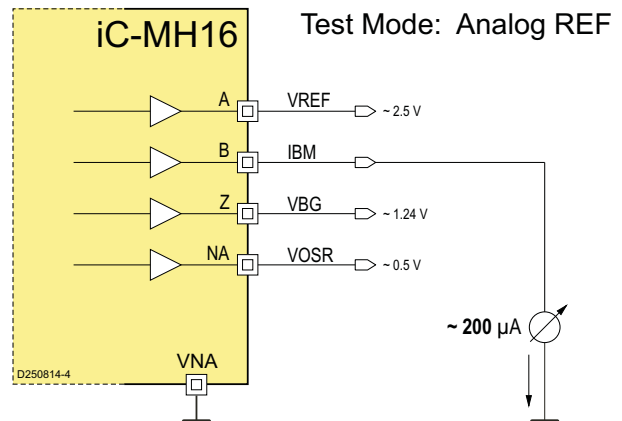 iC-MH16
Test Mode: Analog REF
A
VREF
~ 2.5 V
B
IBM
Z
VBG
~ 1.24 V
NA
VOSR
~ 0.5 V
~ 200 µA
VNA
D250814-4